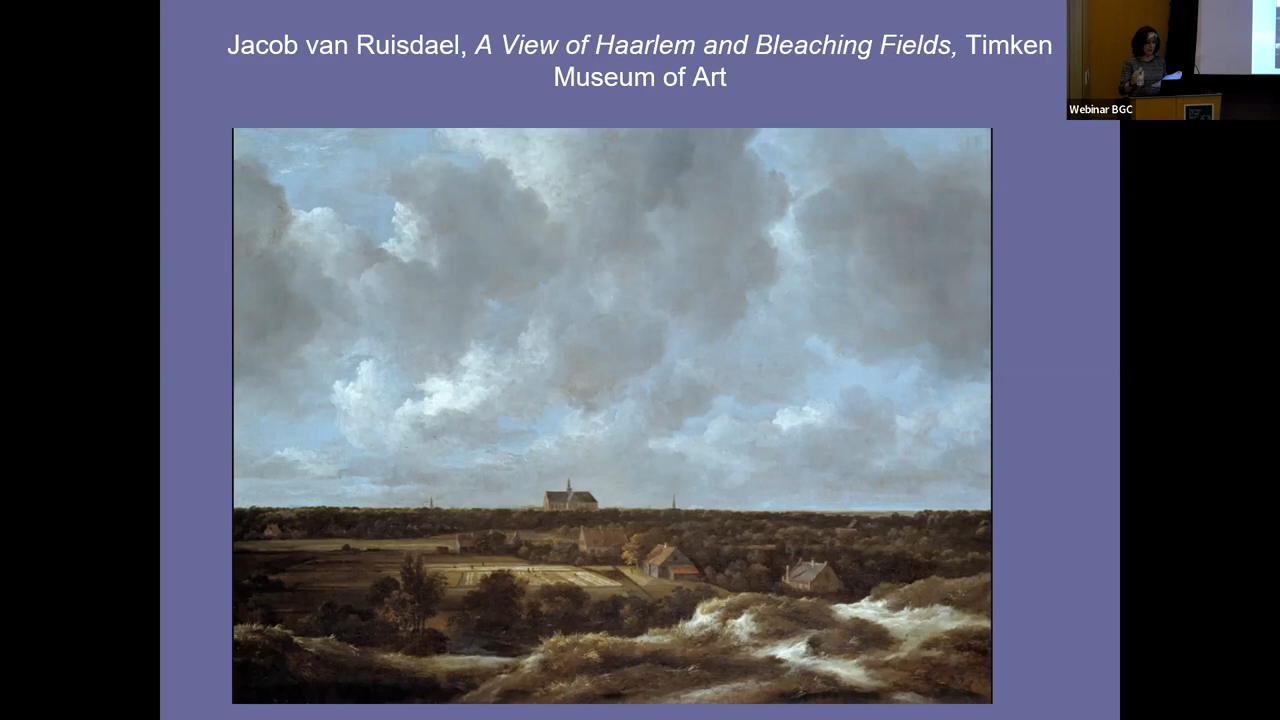 Jacob van Ruisdael, A View of Haarlem and Bleaching Fields, Timken
Museum of Art
Webinar BGC